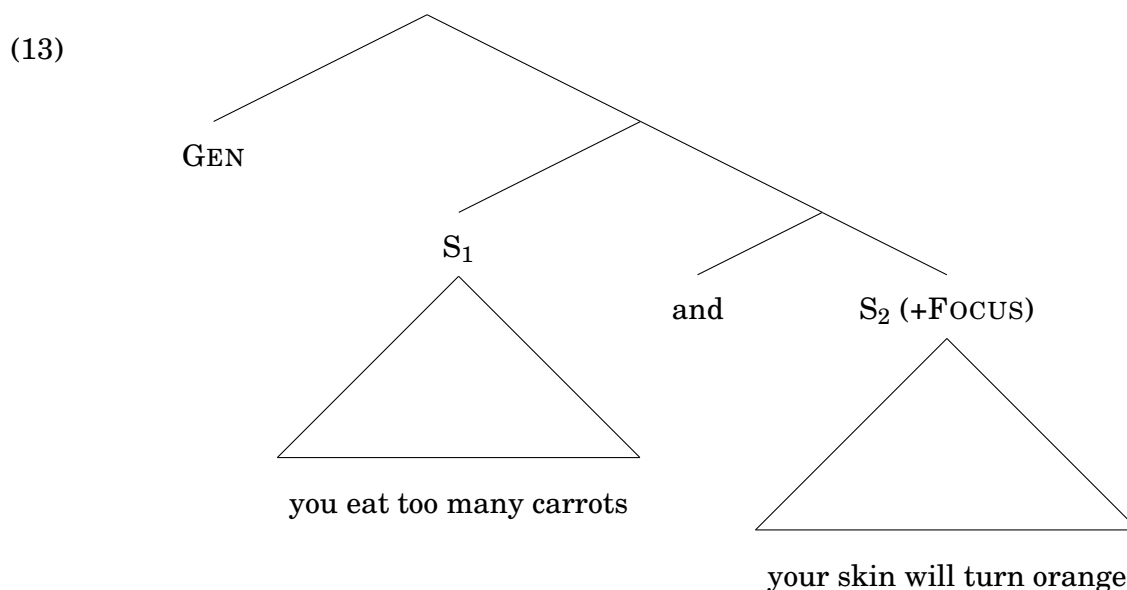 (13)
GEN
S1
and
S2 (+FOCUS)
you eat too many carrots
your skin will turn orange